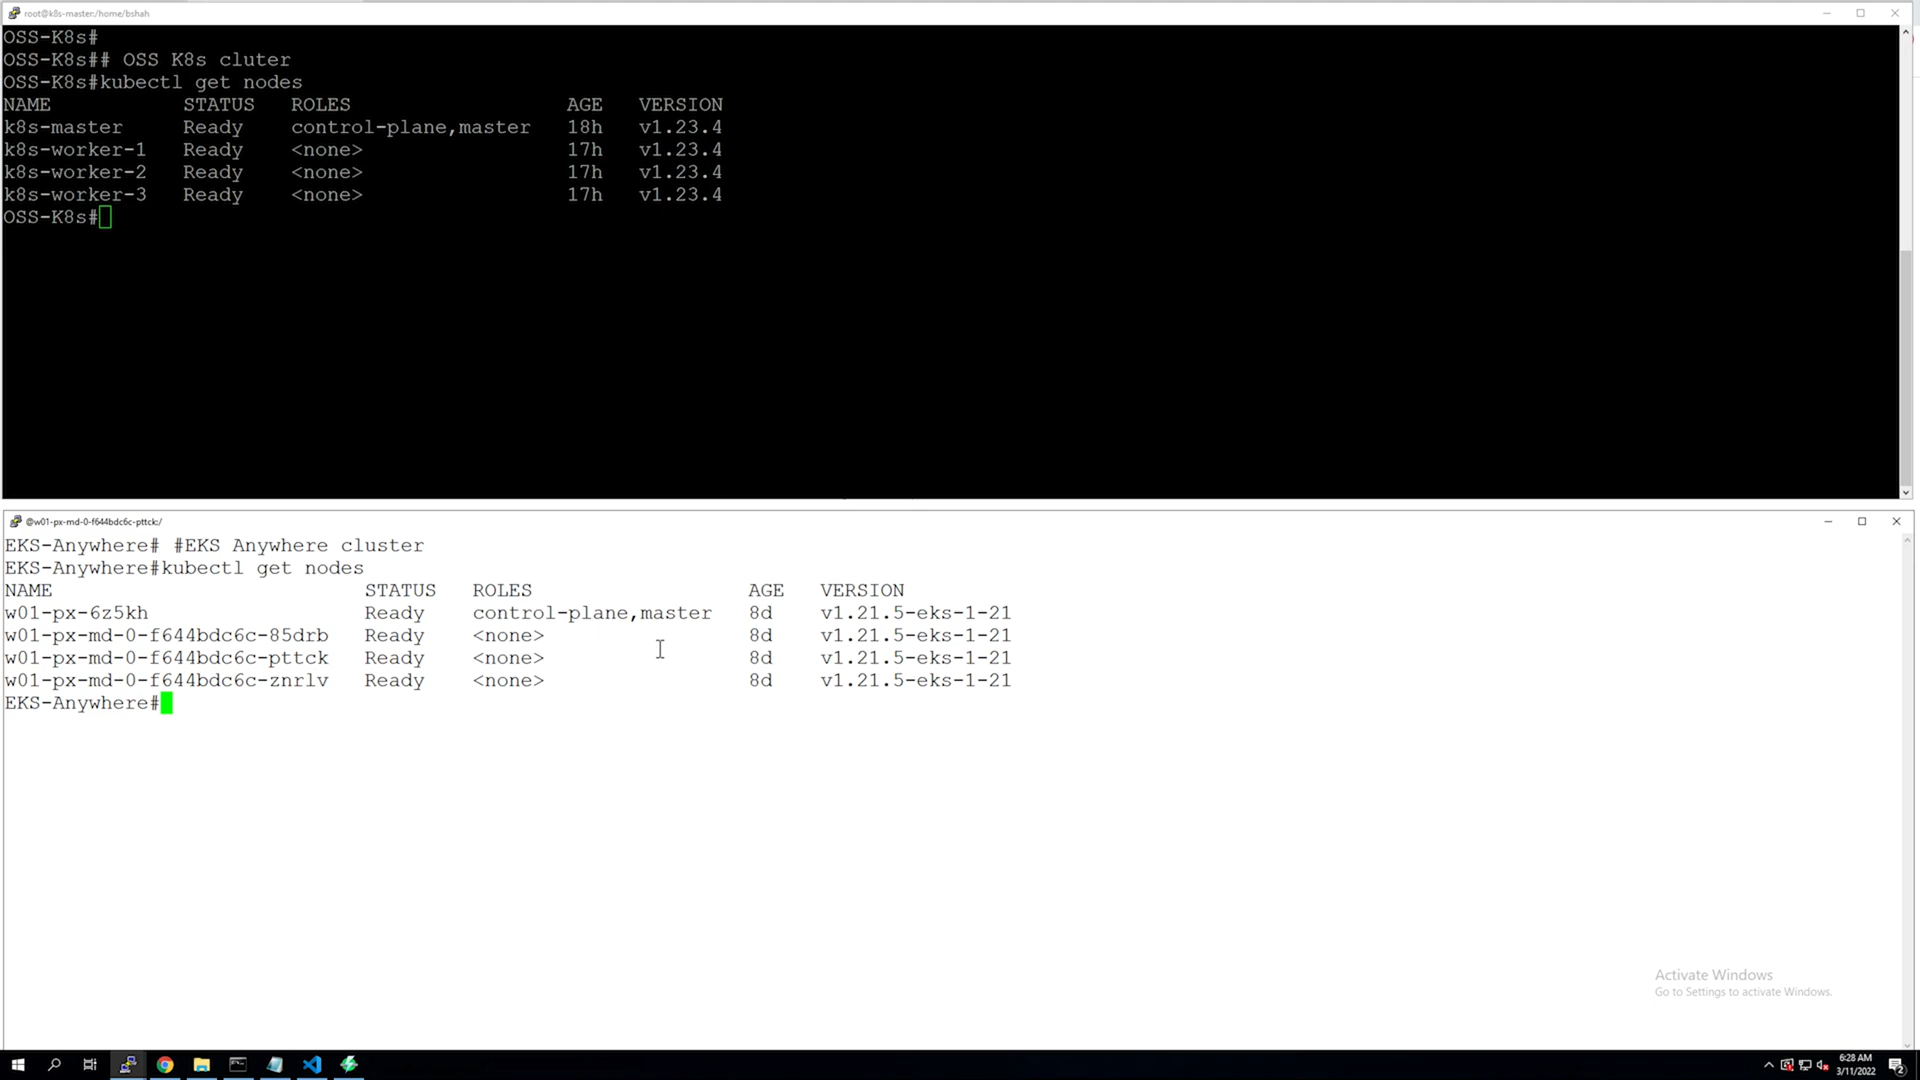 root@k8s-master:/home/bshah
OSS-K8s#
OSS-K8s## OSS K8s cluter
OSS-K8s#kubectl get nodes
NAME STATUS ROLES AGE VERSION
k8s-master Ready control-plane,master 18h v1.23.4
k8s-worker-1 Ready <none> 17h v1.23.4
k8s-worker-2 Ready <none> 17h v1.23.4
k8s-worker-3 Ready <none> 17h v1.23.4
OSS-K8s#
@w01-px-md-0-f644bdc6c-pttck:/
EKS-Anywhere# #EKS Anywhere cluster
EKS-Anywhere#kubectl get nodes
NAME STATUS ROLES AGE VERSION
w01-px-6z5kh Ready control-plane,master 8d v1.21.5-eks-1-21
w01-px-md-0-f644bdc6c-85drb Ready <none> 8d v1.21.5-eks-1-21
w01-px-md-0-f644bdc6c-pttck Ready <none> 8d v1.21.5-eks-1-21
w01-px-md-0-f644bdc6c-znrlv Ready <none> 8d v1.21.5-eks-1-21
EKS-Anywhere#
Activate Windows
Go to Settings to activate Windows.
6:28 AM
3/11/2022
2